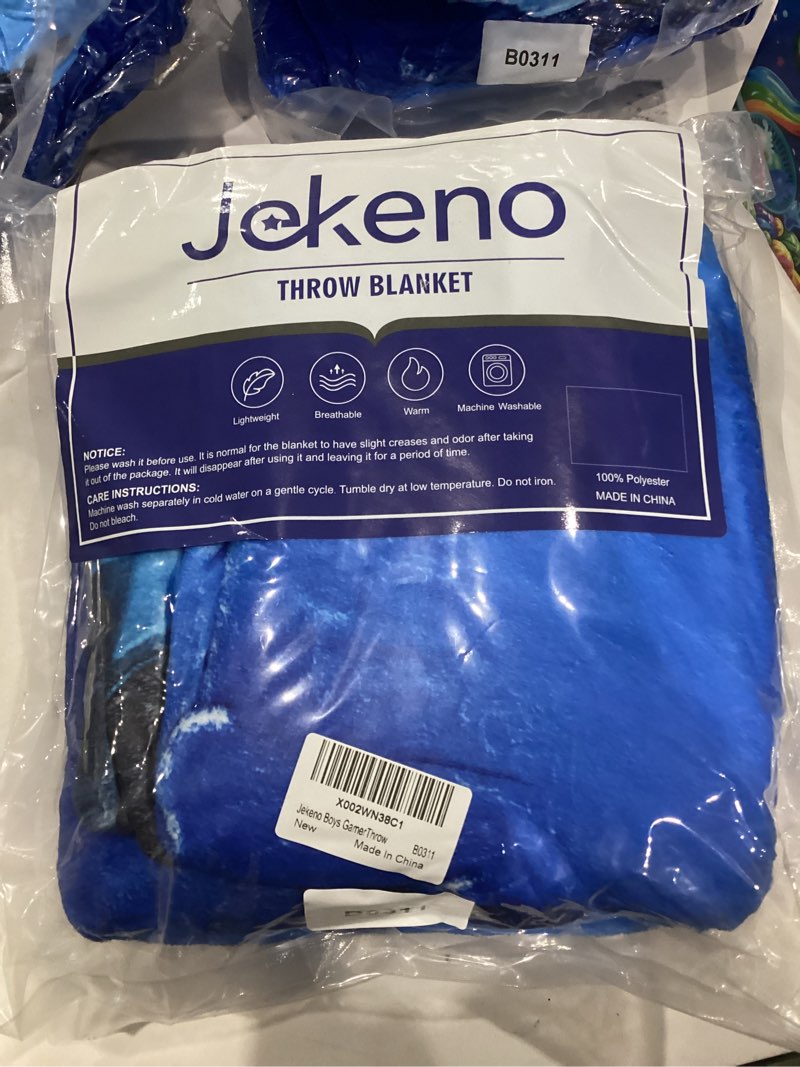 B0311
Jekeno
THROW BLANKET
Lightweight
Breathable
Warm
Machine Washable
NOTICE:
Please wash it before use. It is normal for the blanket to have slight creases and odor after taking
it out of the package. It will disappear after using it and leaving it for a period of time.
CARE INSTRUCTIONS:
Machine wash separately in cold water on a gentle cycle. Tumble dry at low temperature. Do not iron.
Do not bleach.
100% Polyester
MADE IN CHINA
X002WN38C1
Jekeno Boys GamerThrow B0311
New
Made in China
B0311